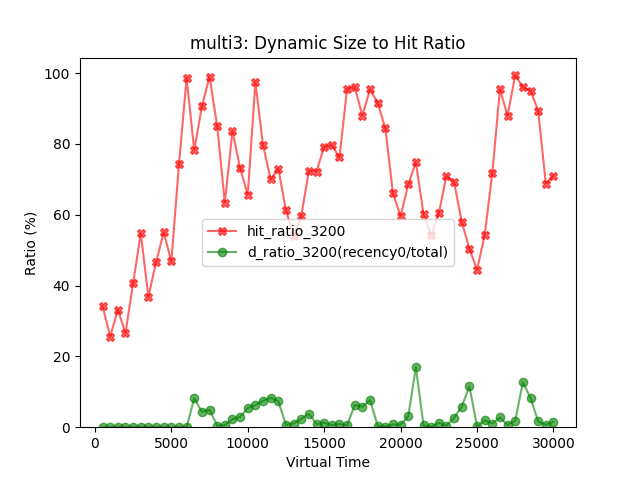 multi3: Dynamic Size to Hit Ratio
Ratio (%)
100
80
60
40
20
0
hit_ratio_3200
d_ratio_3200(recency0/total)
0 5000 10000 15000 20000 25000 30000
Virtual Time